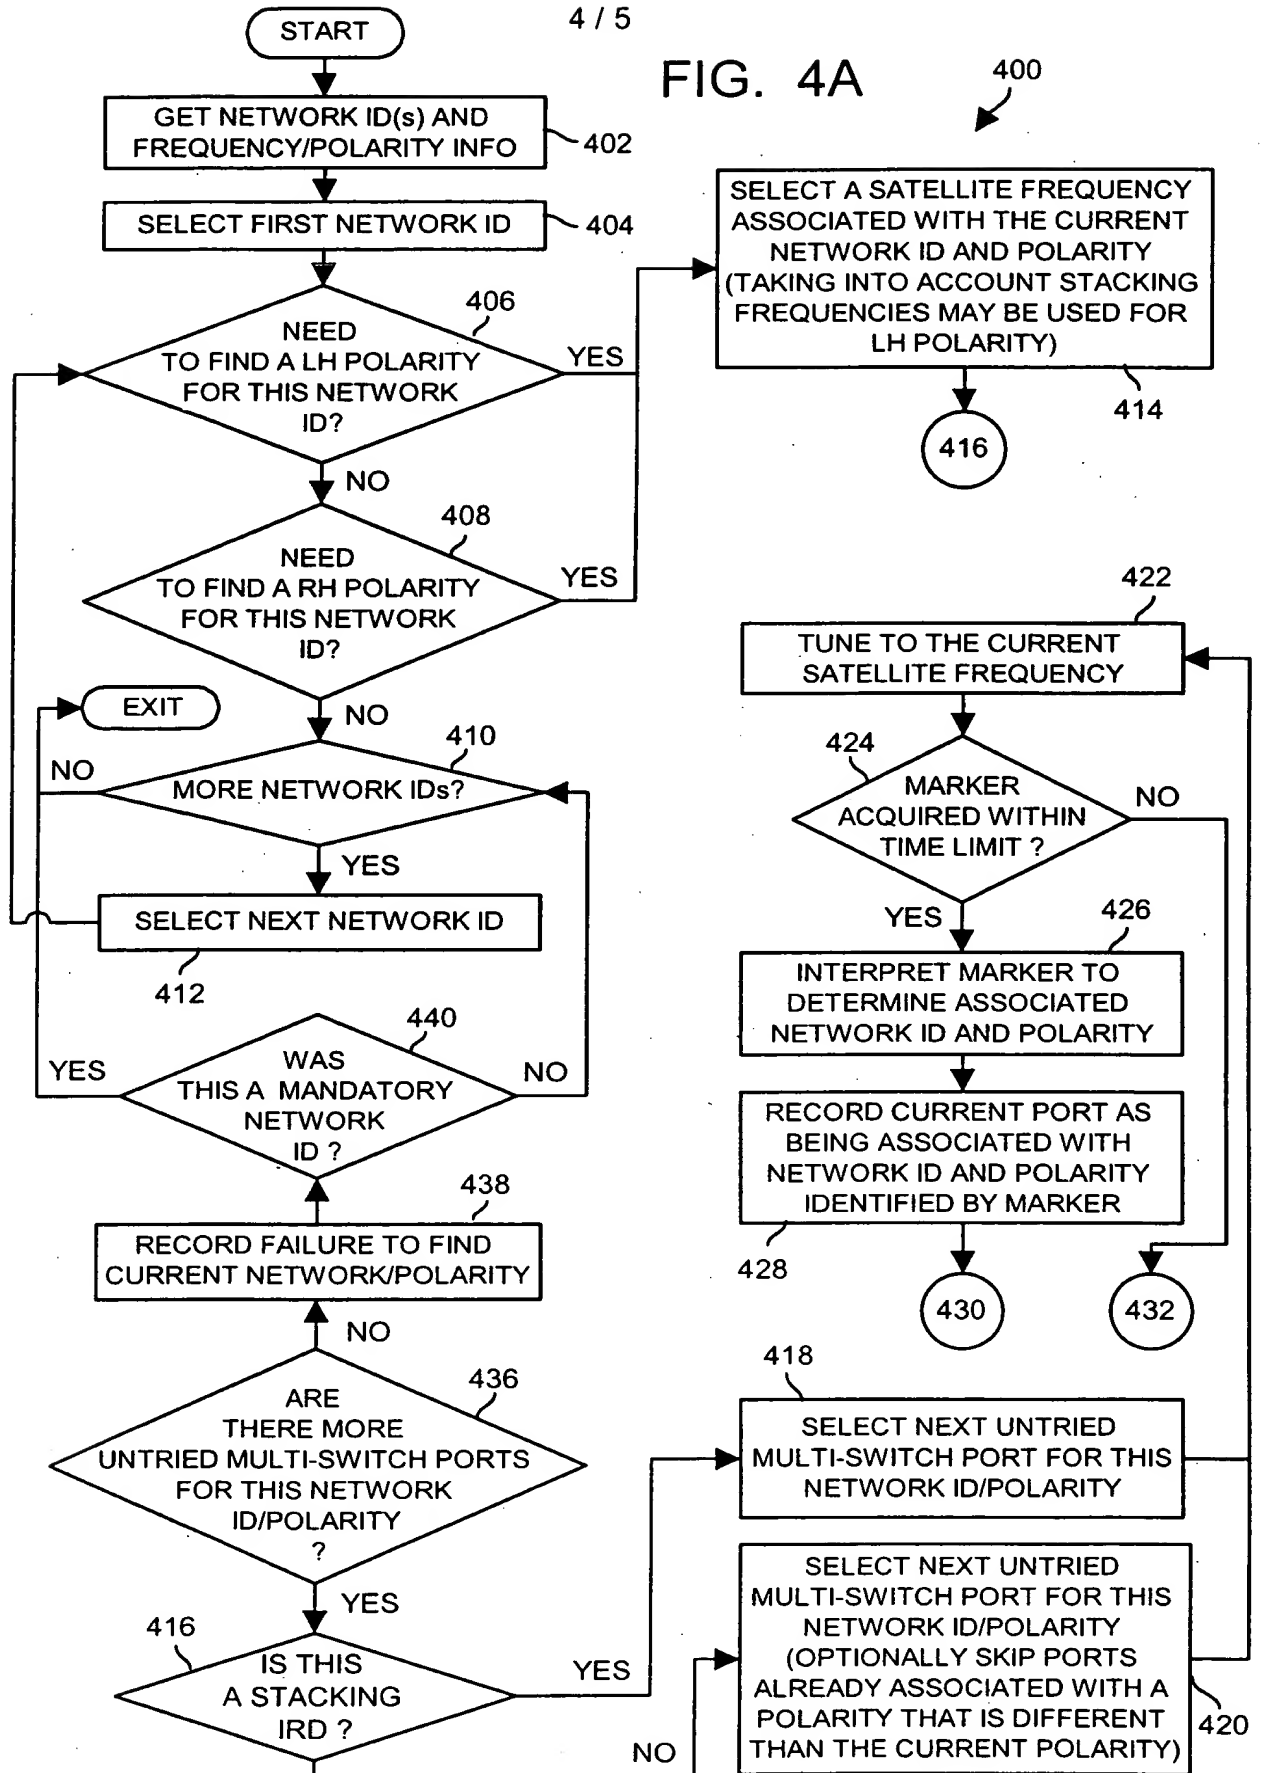 4 / 5
START
FIG. 4A
400
GET NETWORK ID(s) AND
FREQUENCY/POLARITY INFO
402
SELECT FIRST NETWORK ID
404
406
NEED
TO FIND A LH POLARITY
FOR THIS NETWORK
ID?
YES
NO
408
NEED
TO FIND A RH POLARITY
FOR THIS NETWORK
ID?
YES
NO
EXIT
410
NO
MORE NETWORK IDs?
YES
SELECT NEXT NETWORK ID
412
440
WAS
THIS A MANDATORY
NETWORK
ID ?
YES
NO
438
RECORD FAILURE TO FIND
CURRENT NETWORK/POLARITY
NO
436
ARE
THERE MORE
UNTRIED MULTI-SWITCH PORTS
FOR THIS NETWORK
ID/POLARITY
?
YES
416
IS THIS
A STACKING
IRD ?
YES
NO
SELECT A SATELLITE FREQUENCY
ASSOCIATED WITH THE CURRENT
NETWORK ID AND POLARITY
(TAKING INTO ACCOUNT STACKING
FREQUENCIES MAY BE USED FOR
LH POLARITY)
414
416
422
TUNE TO THE CURRENT
SATELLITE FREQUENCY
424
MARKER
ACQUIRED WITHIN
TIME LIMIT ?
NO
YES
426
INTERPRET MARKER TO
DETERMINE ASSOCIATED
NETWORK ID AND POLARITY
RECORD CURRENT PORT AS
BEING ASSOCIATED WITH
NETWORK ID AND POLARITY
IDENTIFIED BY MARKER
428
430
432
418
SELECT NEXT UNTRIED
MULTI-SWITCH PORT FOR THIS
NETWORK ID/POLARITY
SELECT NEXT UNTRIED
MULTI-SWITCH PORT FOR THIS
NETWORK ID/POLARITY
(OPTIONALLY SKIP PORTS
ALREADY ASSOCIATED WITH A
POLARITY THAT IS DIFFERENT
THAN THE CURRENT POLARITY)
420